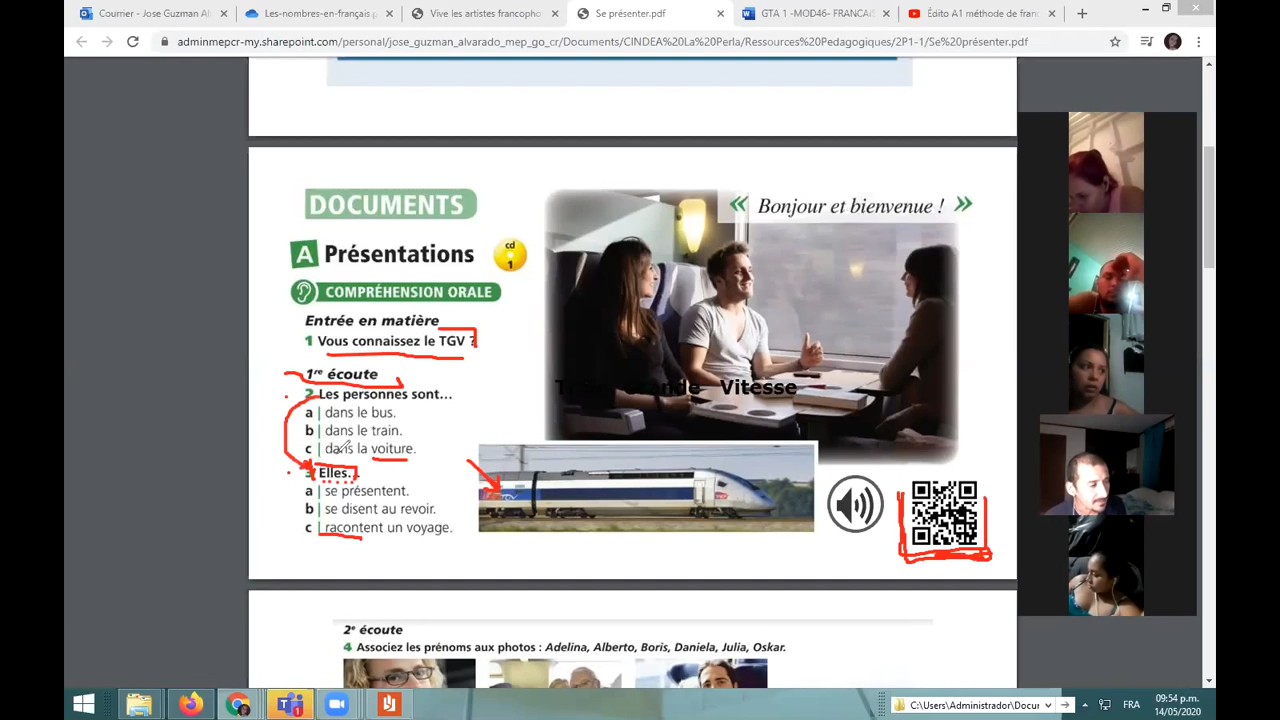 Courrier - Jose Guzman Al
Les-nombres-en-français p
Vive les artistes francopho
Se présenter.pdf
GTA 1 -MOD46- FRANCAIS
Édito A1 méthode de fran
adminmepcr-my.sharepoint.com/personal/jose_guzman_alvarado_mep_go_cr/Documents/CINDEA%20La%20Perla/Ressources%20Pedagogiques/2P1-1/Se%20présenter.pdf
DOCUMENTS
« Bonjour et bienvenue ! »
A Présentations
cd 1
COMPRÉHENSION ORALE
Entrée en matière
1 Vous connaissez le TGV ?
1re écoute
2 Les personnes sont…
a | dans le bus.
b | dans le train.
c | dans la voiture.
3 Elles…
a | se présentent.
b | se disent au revoir.
c | racontent un voyage.
Vitesse
2e écoute
4 Associez les prénoms aux photos : Adelina, Alberto, Boris, Daniela, Julia, Oskar.
C:\Users\Administrador\Docur
FRA
09:54 p.m.
14/05/2020